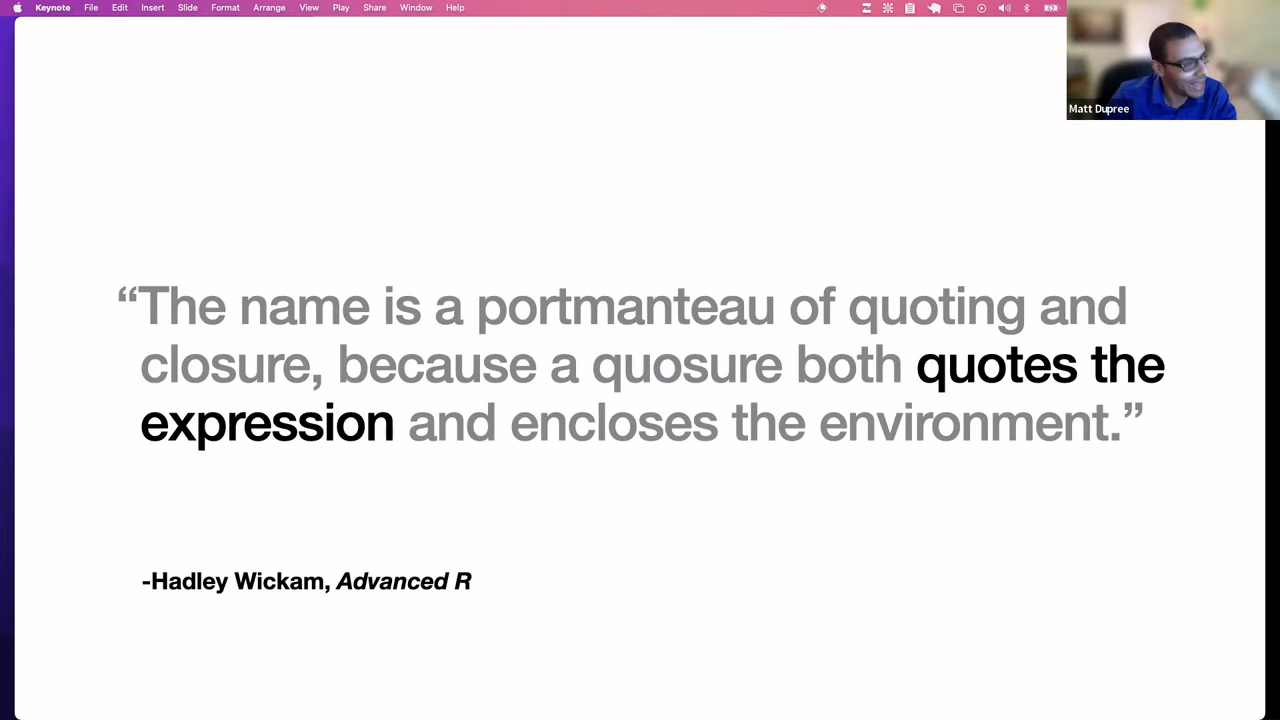 Keynote File Edit Insert Slide Format Arrange View Play Share Window Help
Matt Dupree
“The name is a portmanteau of quoting and
closure, because a quosure both quotes the
expression and encloses the environment.”
-Hadley Wickam, Advanced R